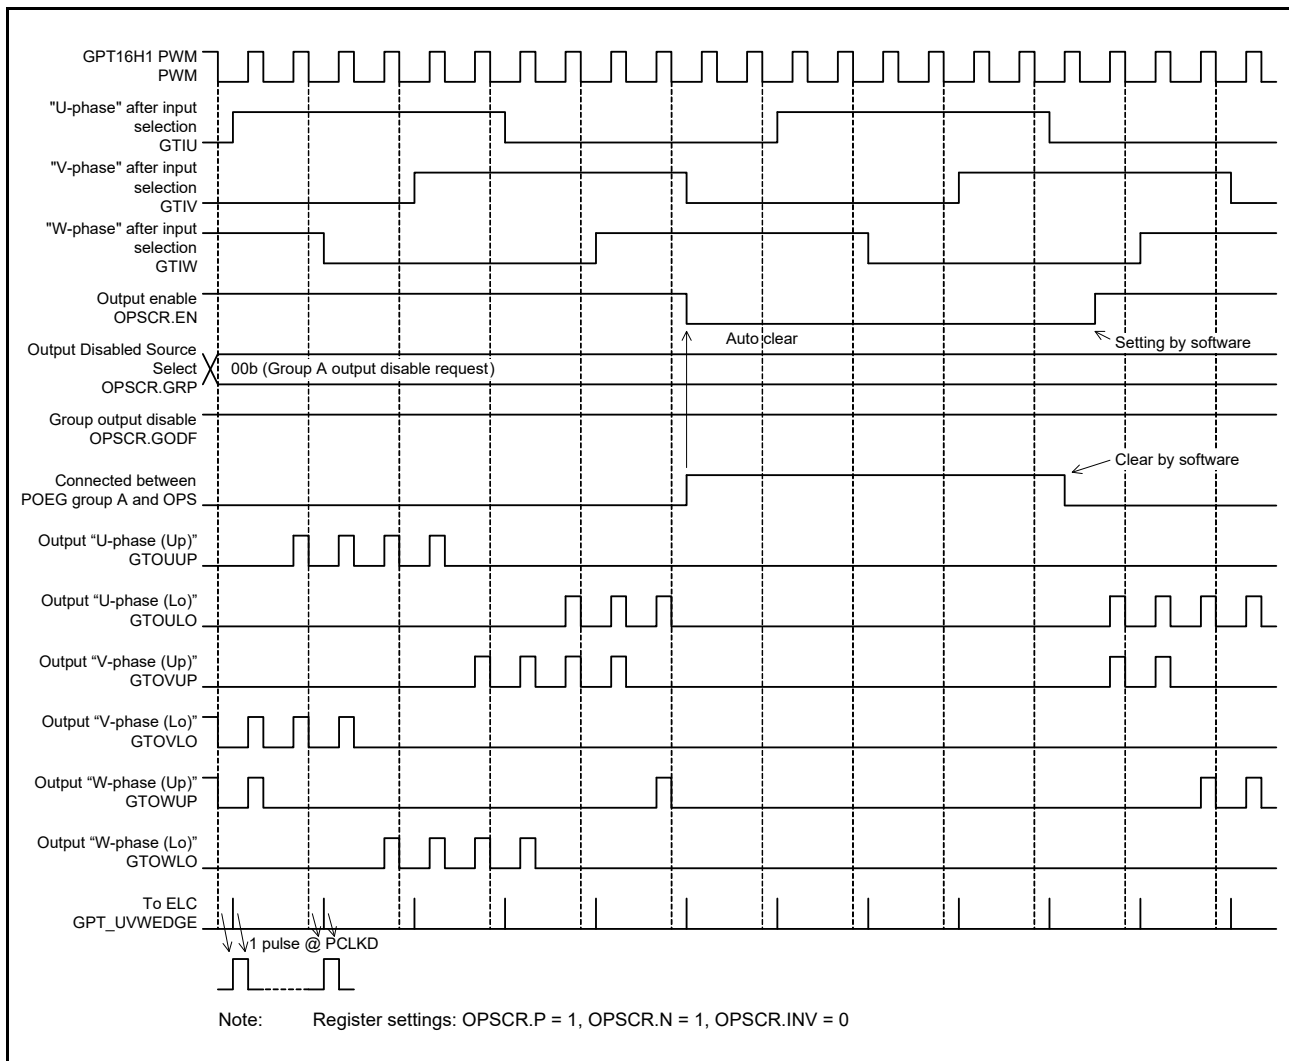 GPT16H1 PWM
PWM
"U-phase" after input
selection
GTIU
"V-phase" after input
selection
GTIV
"W-phase" after input
selection
GTIW
Output enable
OPSCR.EN
Auto clear
Setting by software
Output Disabled Source
Select
OPSCR.GRP
00b (Group A output disable request)
Group output disable
OPSCR.GODF
Clear by software
Connected between
POEG group A and OPS
Output “U-phase (Up)”
GTOUUP
Output “U-phase (Lo)”
GTOULO
Output “V-phase (Up)”
GTOVUP
Output “V-phase (Lo)”
GTOVLO
Output “W-phase (Up)”
GTOWUP
Output “W-phase (Lo)”
GTOWLO
To ELC
GPT_UVWEDGE
1 pulse @ PCLKD
Note: Register settings: OPSCR.P = 1, OPSCR.N = 1, OPSCR.INV = 0